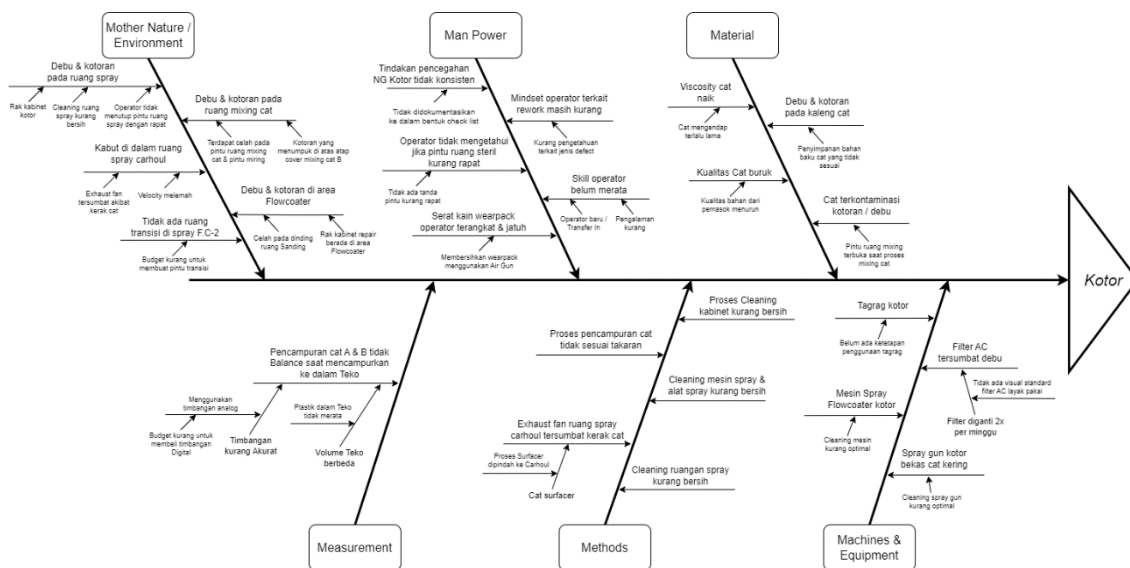 Mother Nature /
Environment
Man Power
Material
Debu & kotoran
pada ruang spray
Rak kabinet
kotor
Cleaning ruang
spray kurang
bersih
Operator tidak
menutup pintu ruang
spray dengan rapat
Debu & kotoran pada
ruang mixing cat
Terdapat celah pada
pintu ruang mixing
cat & pintu miring
Kotoran yang
menumpuk di atas atap
cover mixing cat B
Kabut di dalam ruang
spray carhoul
Exhaust fan
tersumbat akibat
kerak cat
Velocity melemah
Debu & kotoran di area
Flowcoater
Celah pada dinding
ruang Sanding
Rak kabinet repair
berada di area
Flowcoater
Tidak ada ruang
transisi di spray F.C-2
Budget kurang untuk
membuat pintu transisi
Tindakan pencegahan
NG Kotor tidak konsisten
Tidak didokumentasikan
ke dalam bentuk check list
Mindset operator terkait
rework masih kurang
Kurang pengetahuan
terkait jenis defect
Operator tidak mengetahui
jika pintu ruang steril
kurang rapat
Tidak ada tanda
pintu kurang rapat
Skill operator
belum merata
Operator baru /
Transfer In
Pengalaman
kurang
Serat kain wearpack
operator terangkat & jatuh
Membersihkan wearpack
menggunakan Air Gun
Viscosity cat
naik
Cat mengendap
terlalu lama
Debu & kotoran
pada kaleng cat
Penyimpanan bahan
baku cat yang tidak
sesuai
Kualitas Cat buruk
Kualitas bahan dari
pemasok menurun
Cat terkontaminasi
kotoran / debu
Pintu ruang mixing
terbuka saat proses
mixing cat
Kotor
Pencampuran cat A & B tidak
Balance saat mencampurkan
ke dalam Teko
Menggunakan
timbangan analog
Budget kurang untuk
membeli timbangan
Digital
Timbangan
kurang Akurat
Plastik dalam Teko
tidak merata
Volume Teko
berbeda
Proses Cleaning
kabinet kurang bersih
Proses pencampuran cat
tidak sesuai takaran
Cleaning mesin spray &
alat spray kurang bersih
Exhaust fan ruang spray
carhoul tersumbat kerak cat
Proses Surfacer
dipindah ke Carhoul
Cat surfacer
Cleaning ruangan spray
kurang bersih
Tagrag kotor
Belum ada ketetapan
penggunaan tagrag
Filter AC
tersumbat debu
Tidak ada visual standard
filter AC layak pakai
Filter diganti 2x
per minggu
Mesin Spray
Flowcoater kotor
Cleaning mesin
kurang optimal
Spray gun kotor
bekas cat kering
Cleaning spray gun
kurang optimal
Measurement
Methods
Machines &
Equipment